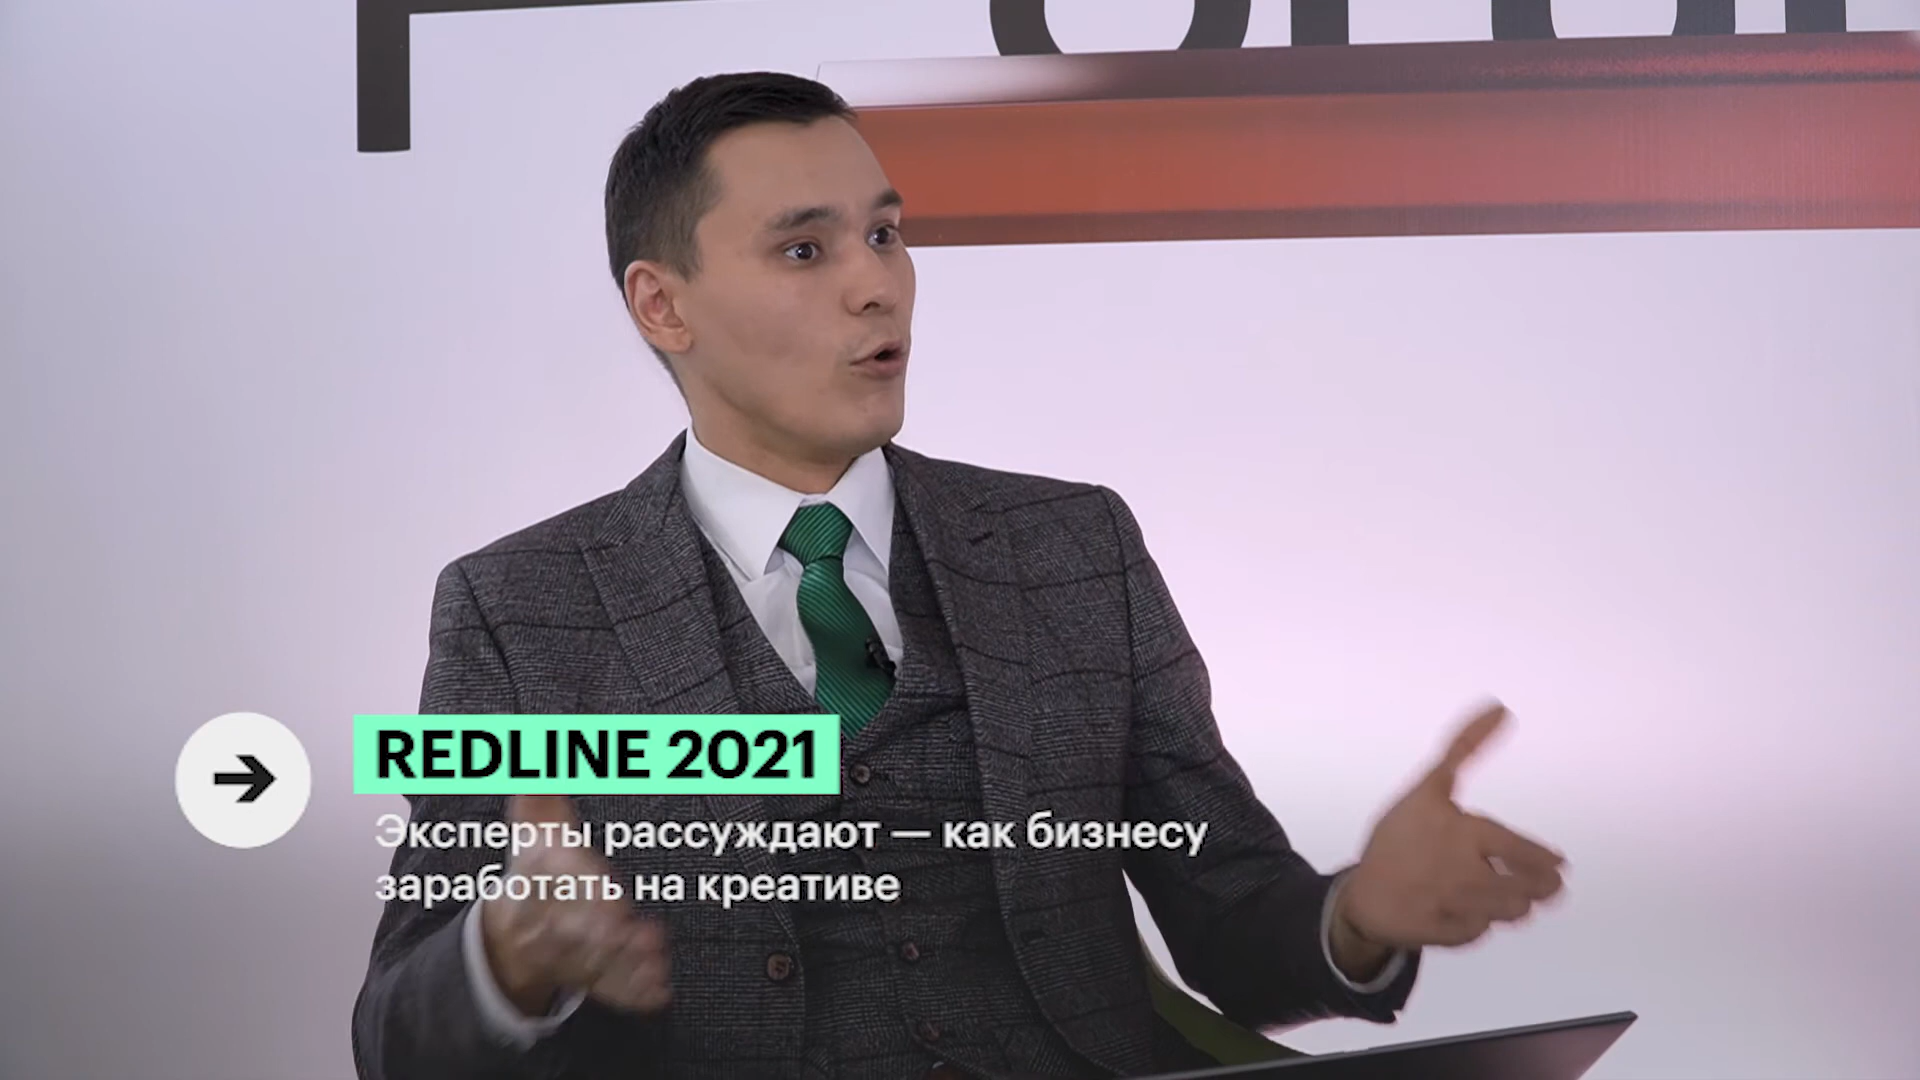 REDLINE 2021
Эксперты рассуждают — как бизнесу
заработать на креативе